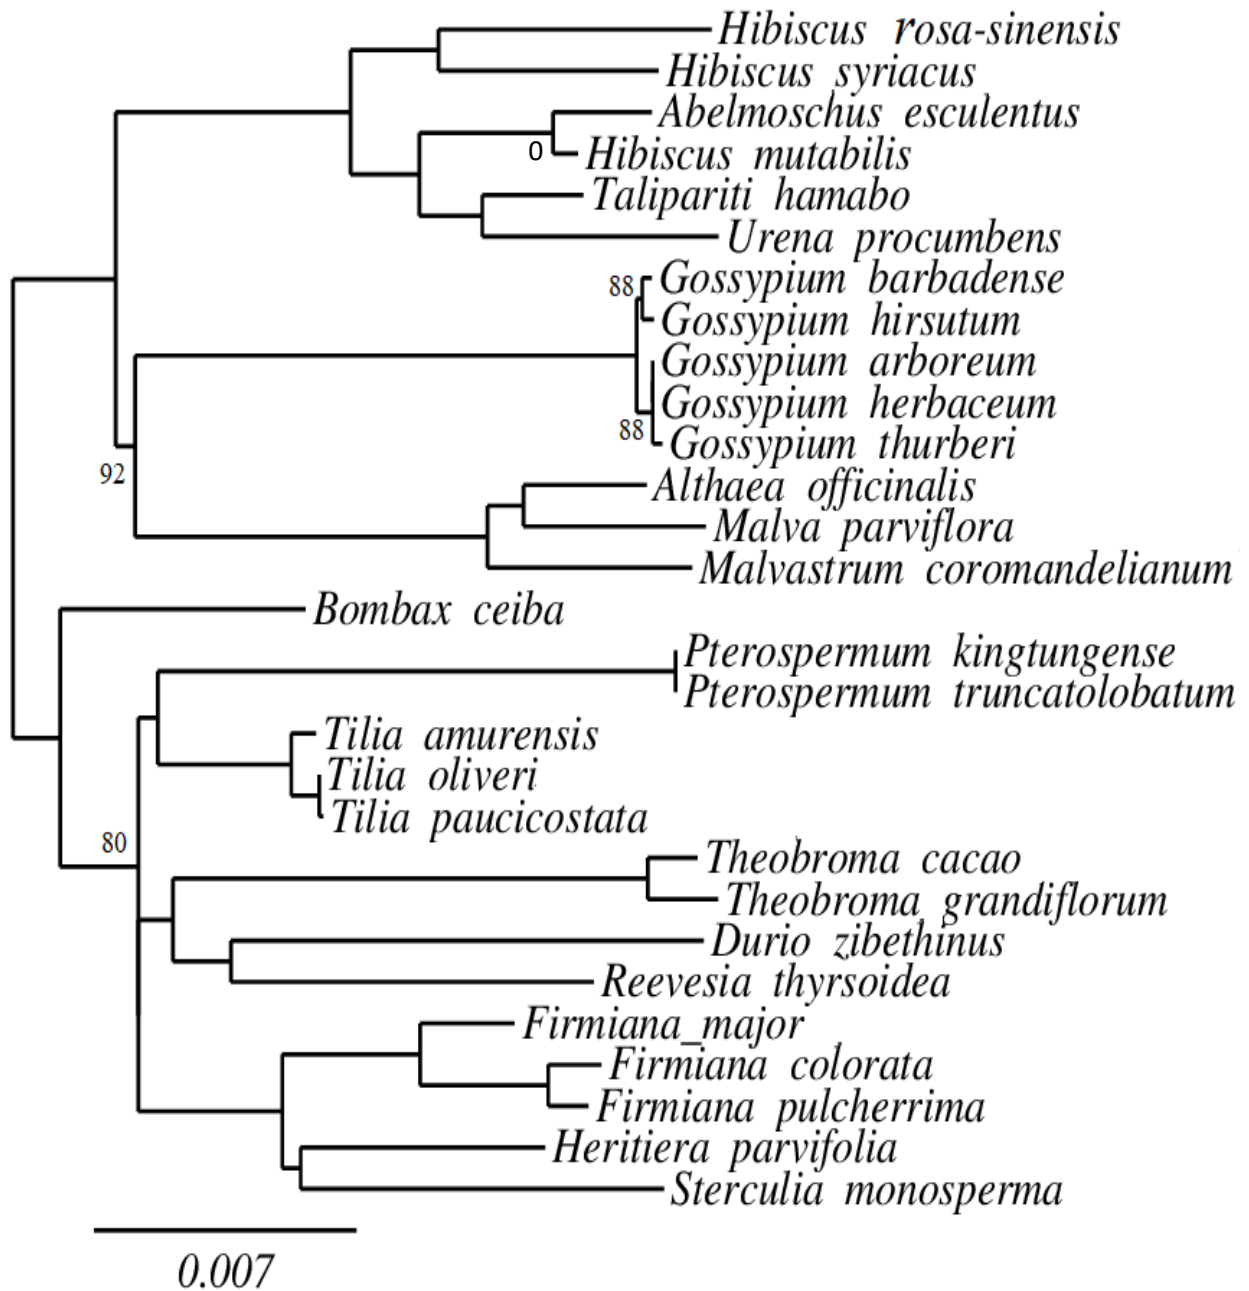 Hibiscus rosa-sinensis
Hibiscus syriacus
Abelmoschus esculentus
0
Hibiscus mutabilis
Talipariti hamabo
Urena procumbens
88
Gossypium barbadense
Gossypium hirsutum
Gossypium arboreum
Gossypium herbaceum
88
Gossypium thurberi
92
Althaea officinalis
Malva parviflora
Malvastrum coromandelianum
Bombax ceiba
Pterospermum kingtungense
Pterospermum truncatolobatum
Tilia amurensis
Tilia oliveri
Tilia paucicostata
80
Theobroma cacao
Theobroma grandiflorum
Durio zibethinus
Reevesia thyrsoidea
Firmiana_major
Firmiana colorata
Firmiana pulcherrima
Heritiera parvifolia
Sterculia monosperma
0.007